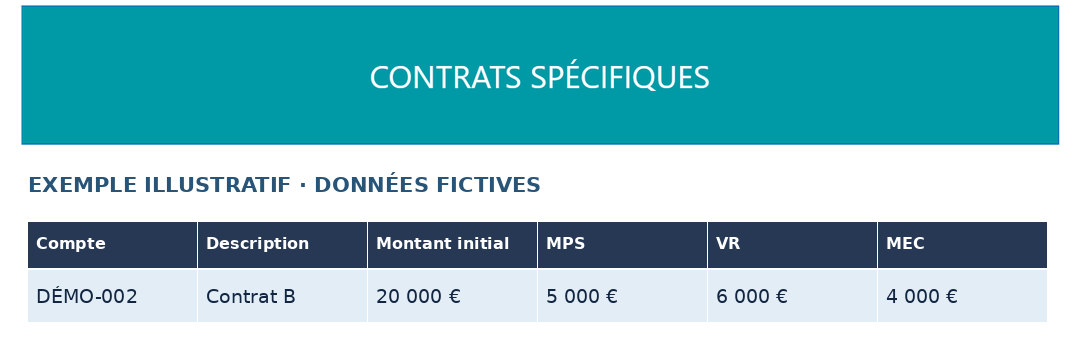 CONTRATS SPÉCIFIQUES
EXEMPLE ILLUSTRATIF · DONNÉES FICTIVES
Compte Description Montant initial MPS VR MEC
DÉMO-002 Contrat B 20 000 € 5 000 € 6 000 € 4 000 €